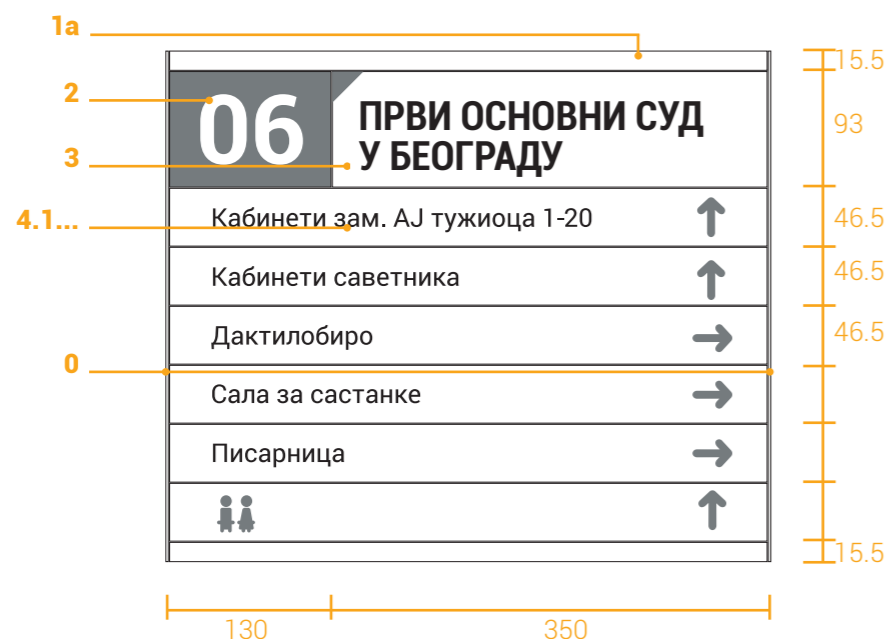 1a
15.5
2
06
ПРВИ ОСНОВНИ СУД
У БЕОГРАДУ
93
3
4.1...
Кабинети зам. АЈ тужиоца 1-20
46.5
Кабинети саветника
46.5
Дактилобиро
46.5
0
Сала за састанке
Писарница
15.5
130
350